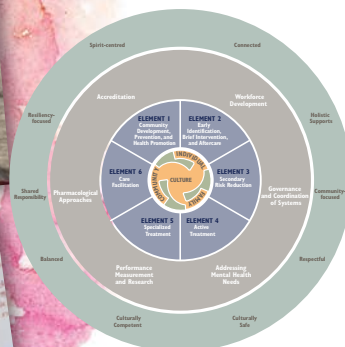 Spirit-centred
Connected
Resiliency-
focused
Holistic
Supports
Shared
Responsibility
Community-
focused
Balanced
Respectful
Culturally
Competent
Culturally
Safe
Accreditation
Workforce
Development
Pharmacological
Approaches
Governance
and Coordination
of Systems
Performance
Measurement
and Research
Addressing
Mental Health
Needs
ELEMENT 1
Community
Development,
Prevention, and
Health Promotion
ELEMENT 2
Early
Identification,
Brief Intervention,
and Aftercare
ELEMENT 6
Care
Facilitation
ELEMENT 3
Secondary
Risk Reduction
ELEMENT 5
Specialized
Treatment
ELEMENT 4
Active
Treatment
INDIVIDUAL
COMMUNITY
FAMILY
CULTURE